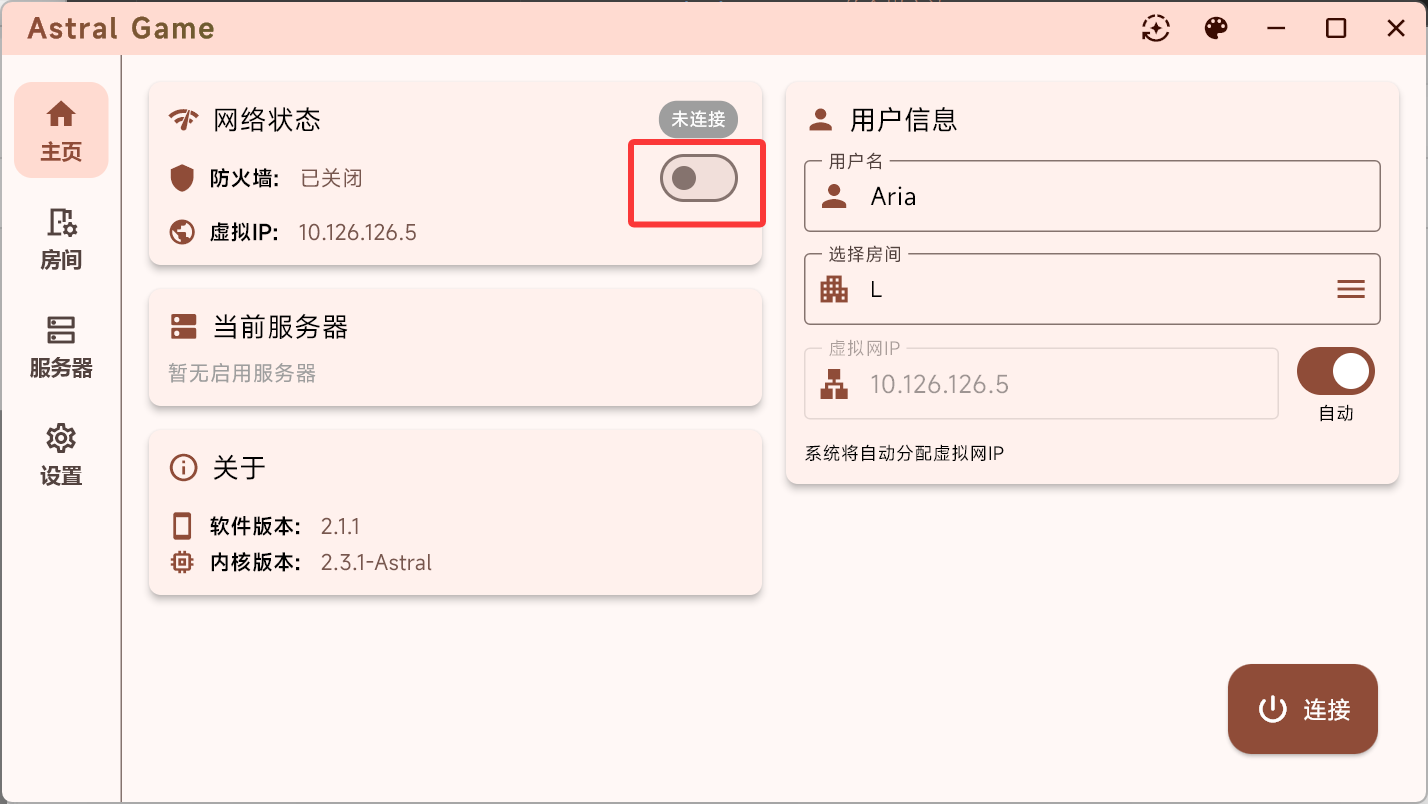 Astral Game
主页
房间
服务器
设置
网络状态
未连接
防火墙: 已关闭
虚拟IP: 10.126.126.5
当前服务器
暂无启用服务器
关于
软件版本: 2.1.1
内核版本: 2.3.1-Astral
用户信息
用户名
Aria
选择房间
L
虚拟网IP
10.126.126.5
自动
系统将自动分配虚拟网IP
连接